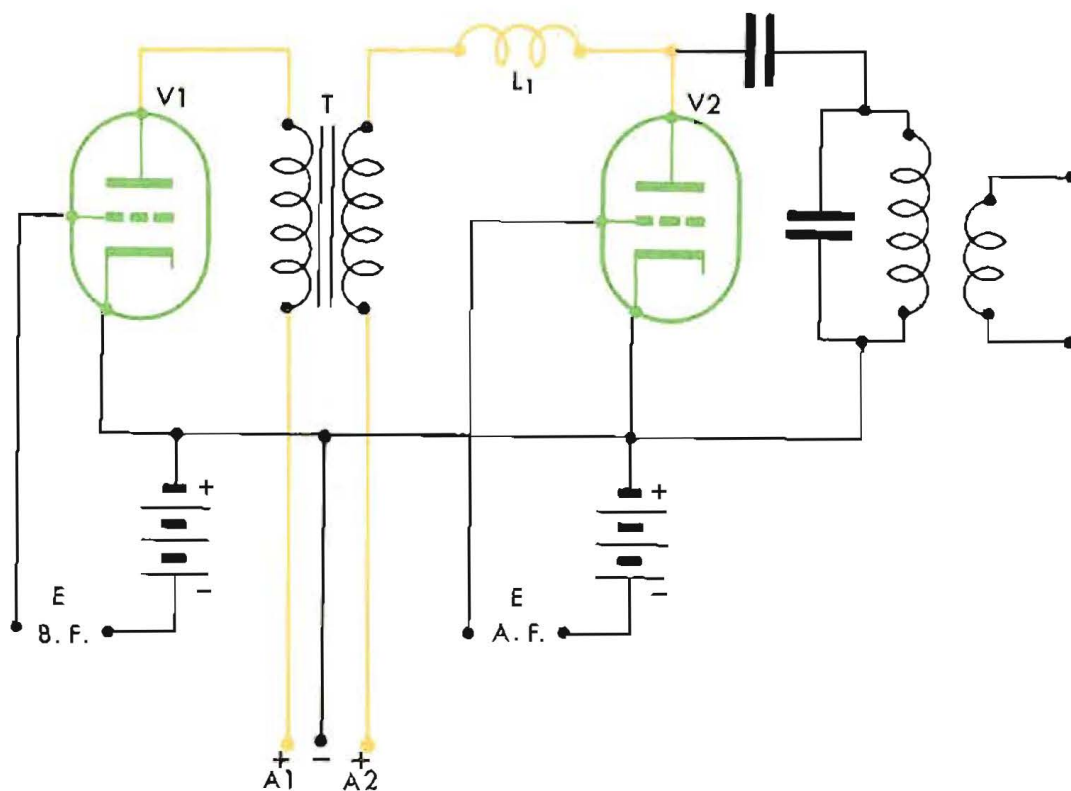 V1
T
L1
V2
+
-
E
B.F.
+
-
E
A.F.
+ - +
A1 A2